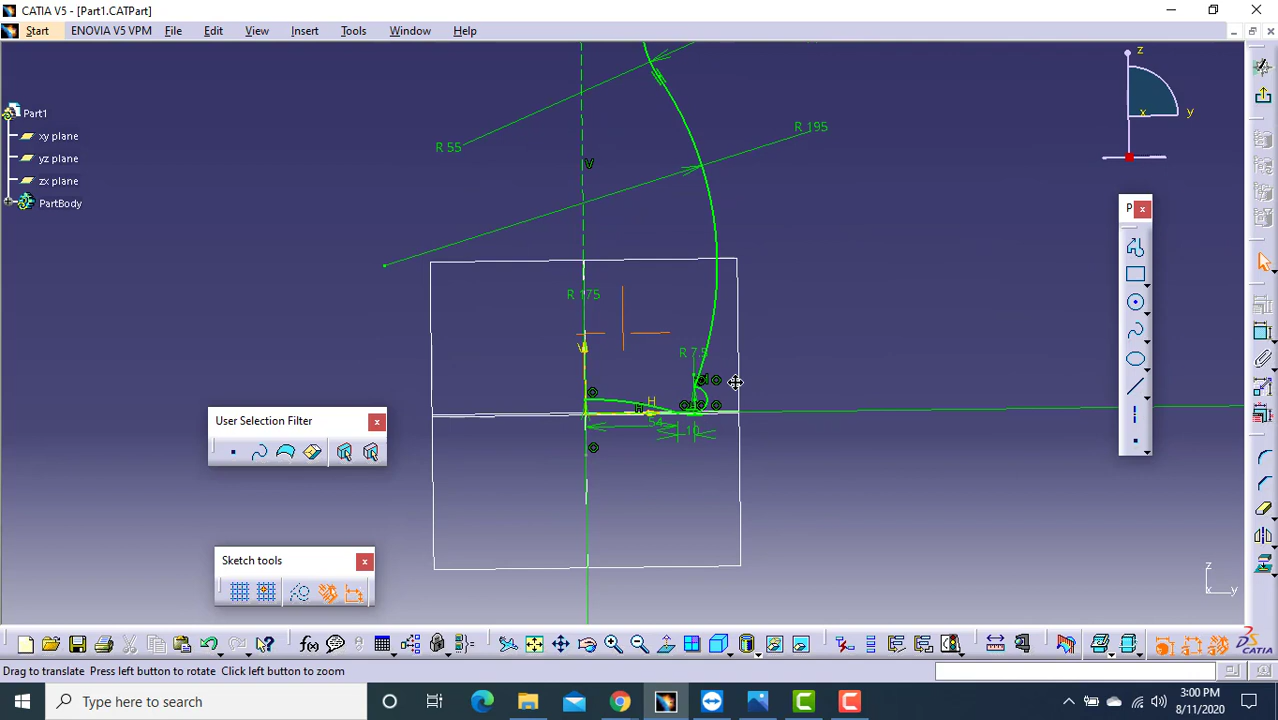 CATIA V5 - [Part1.CATPart]
Start ENOVIA V5 VPM File Edit View Insert Tools Window Help
z
x
y
Part1
xy plane
yz plane
zx plane
PartBody
R 55
R 195
V
P
R 175
R 7.5
V
H
H
54
10
User Selection Filter
Sketch tools
z
x y
CATIA
Drag to translate Press left button to rotate Click left button to zoom
Type here to search
3:00 PM
8/11/2020